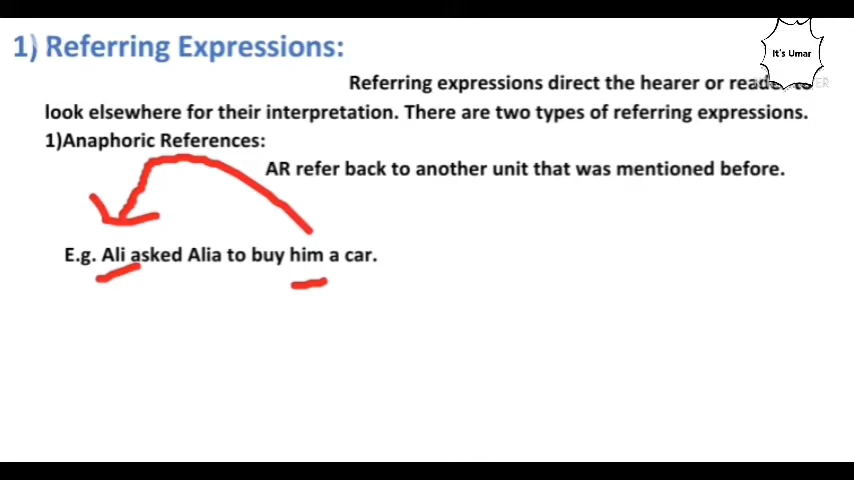 1) Referring Expressions:
It's Umar
Referring expressions direct the hearer or reader to
look elsewhere for their interpretation. There are two types of referring expressions.
1)Anaphoric References:
AR refer back to another unit that was mentioned before.
E.g. Ali asked Alia to buy him a car.